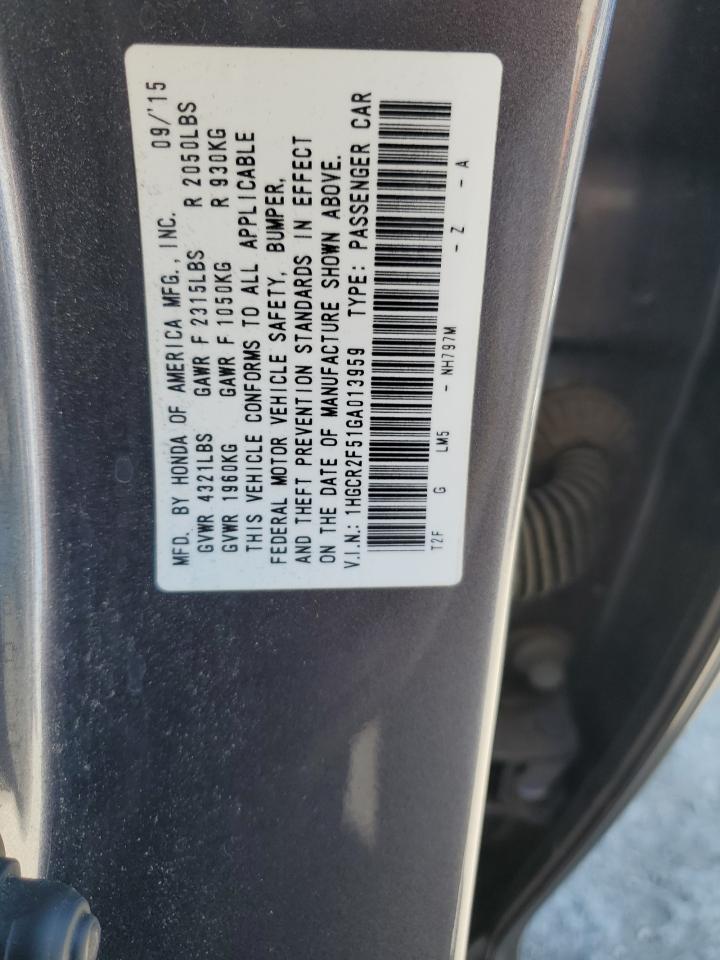 MFD. BY HONDA OF AMERICA MFG., INC. 09/'15
GVWR 4321LBS GAWR F 2315LBS R 2050LBS
GVWR 1960KG GAWR F 1050KG R 930KG
THIS VEHICLE CONFORMS TO ALL APPLICABLE
FEDERAL MOTOR VEHICLE SAFETY, BUMPER,
AND THEFT PREVENTION STANDARDS IN EFFECT
ON THE DATE OF MANUFACTURE SHOWN ABOVE.
V.I.N.: 1HGCR2F51GA013959 TYPE: PASSENGER CAR
T2F G LM5 - NH797M - Z - A